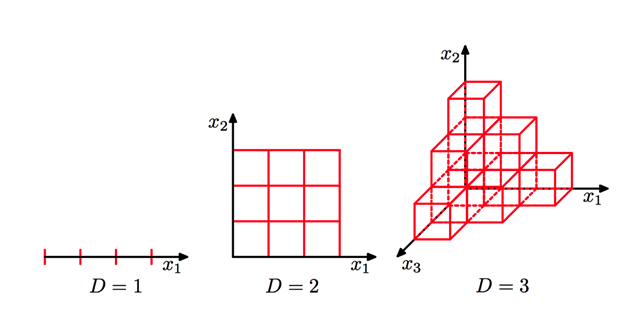 x₂
x₂
x₁
x₁
x₁
x₃
D = 1
D = 2
D = 3